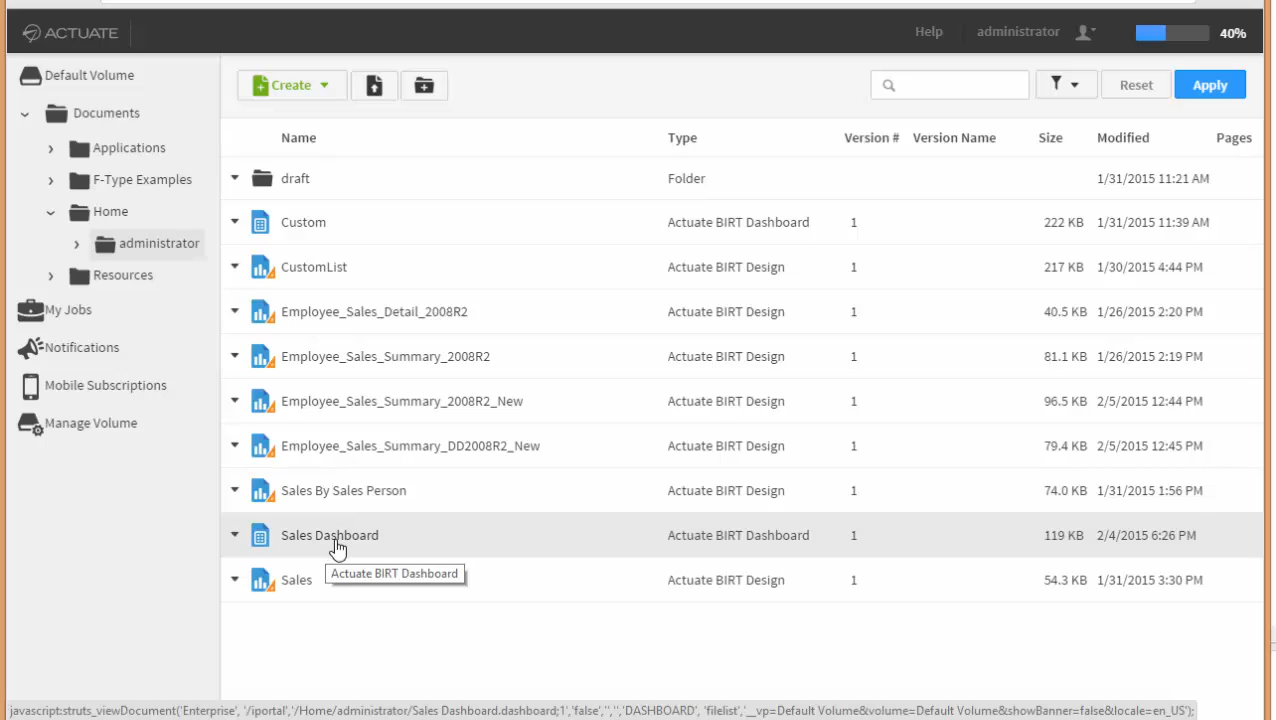 ACTUATE
Help administrator 40%
Default Volume
Documents
Applications
F-Type Examples
Home
administrator
Resources
My Jobs
Notifications
Mobile Subscriptions
Manage Volume
Create Reset Apply
Name Type Version # Version Name Size Modified Pages
draft Folder 1/31/2015 11:21 AM
Custom Actuate BIRT Dashboard 1 222 KB 1/31/2015 11:39 AM
CustomList Actuate BIRT Design 1 217 KB 1/30/2015 4:44 PM
Employee_Sales_Detail_2008R2 Actuate BIRT Design 1 40.5 KB 1/26/2015 2:20 PM
Employee_Sales_Summary_2008R2 Actuate BIRT Design 1 81.1 KB 1/26/2015 2:19 PM
Employee_Sales_Summary_2008R2_New Actuate BIRT Design 1 96.5 KB 2/5/2015 12:44 PM
Employee_Sales_Summary_DD2008R2_New Actuate BIRT Design 1 79.4 KB 2/5/2015 12:45 PM
Sales By Sales Person Actuate BIRT Design 1 74.0 KB 1/31/2015 1:56 PM
Sales Dashboard Actuate BIRT Dashboard 1 119 KB 2/4/2015 6:26 PM
Actuate BIRT Dashboard
Sales Actuate BIRT Design 1 54.3 KB 1/31/2015 3:30 PM
javascript:struts_viewDocument('Enterprise', '/iportal','/Home/administrator/Sales Dashboard.dashboard;1','false','','','DASHBOARD', 'filelist','__vp=Default Volume&volume=Default Volume&showBanner=false&locale=en_US');